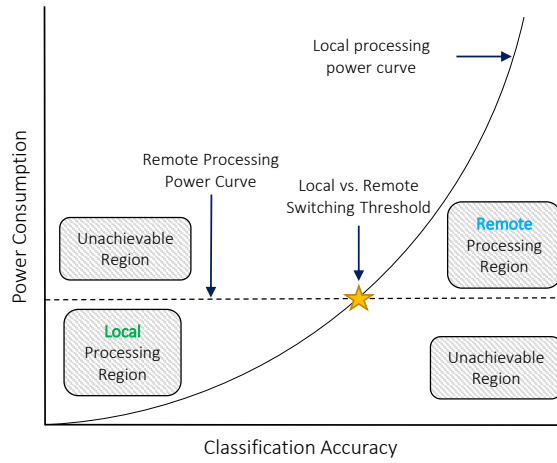 Local processing
power curve
Remote Processing
Power Curve
Local vs. Remote
Switching Threshold
Unachievable
Region
Remote
Processing
Region
Local
Processing
Region
Unachievable
Region
Power Consumption
Classification Accuracy